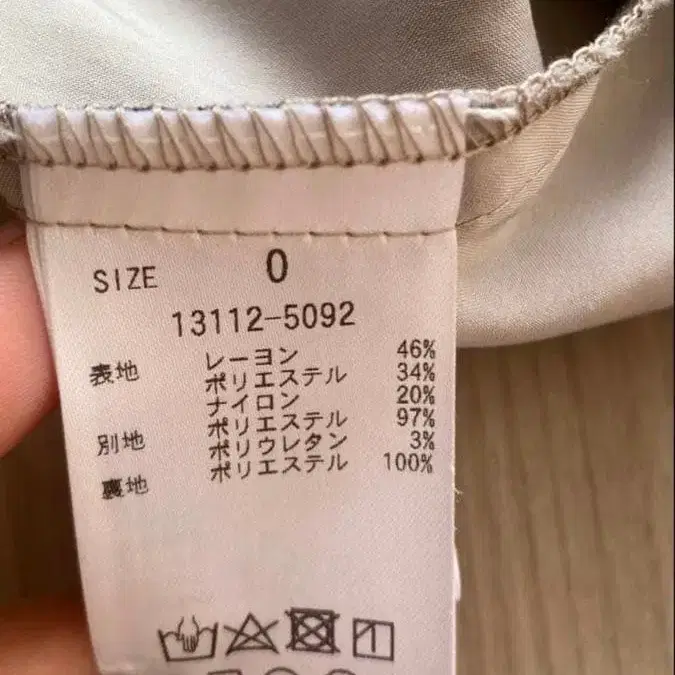 SIZE 0
13112-5092
表地 レーヨン 46%
ポリエステル 34%
ナイロン 20%
別地 ポリエステル 97%
ポリウレタン 3%
裏地 ポリエステル 100%